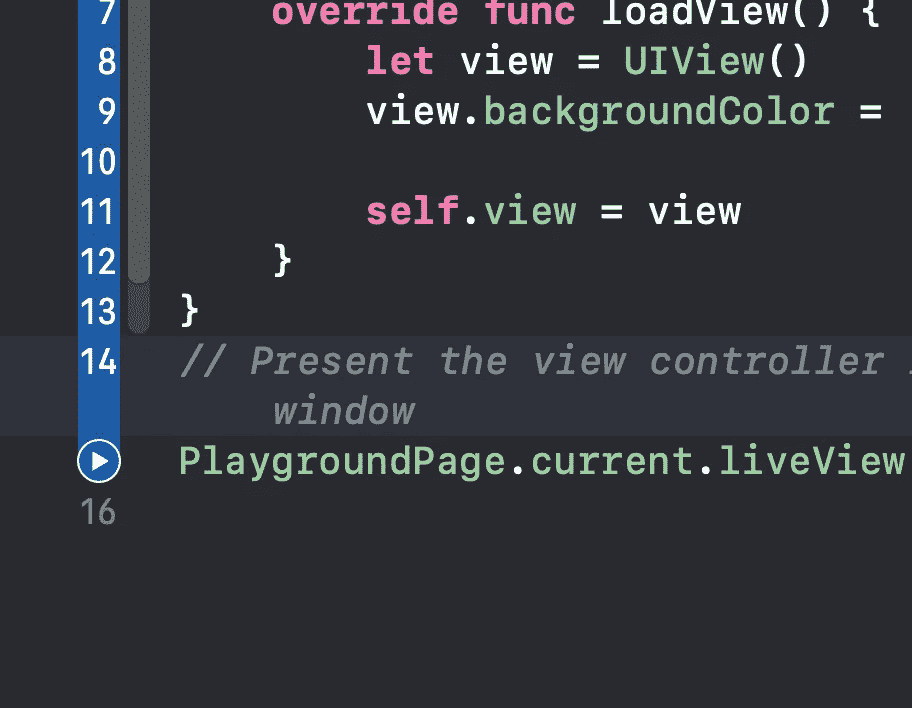 7 override func loadView() {
8 let view = UIView()
9 view.backgroundColor =
10
11 self.view = view
12 }
13 }
14 // Present the view controller
window
PlaygroundPage.current.liveView
16